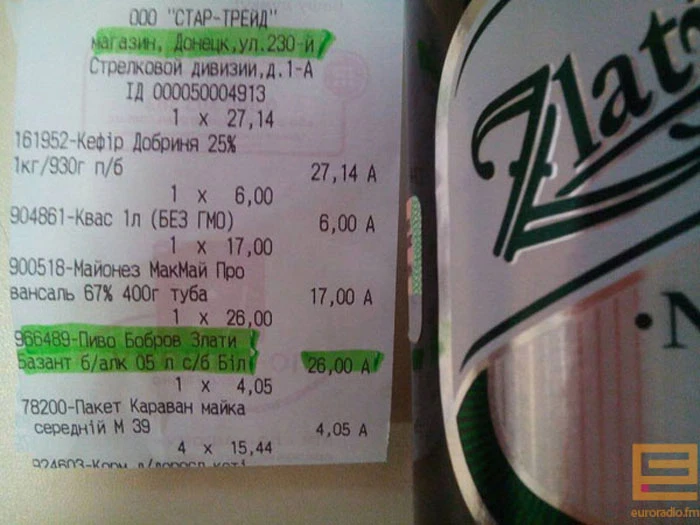 ООО "СТАР-ТРЕЙД"
магазин, Донецк,ул.230-й
Стрелковой дивизии,д.1-А
ІД 000050004913
1 x 27,14
161952-Кефір Добриня 25%
1кг/930г п/б 27,14 А
1 x 6,00
904861-Квас 1л (БЕЗ ГМО) 6,00 А
1 x 17,00
900518-Майонез МакМай Про
вансаль 67% 400г туба 17,00 А
1 x 26,00
966489-Пиво Бобров Злати
Базант б/алк 05 л с/б Біл 26,00 А
1 x 4,05
78200-Пакет Караван майка
середній М 39 4,05 А
4 x 15,44
924603-Корм
Zlat
N
euroradio.fm